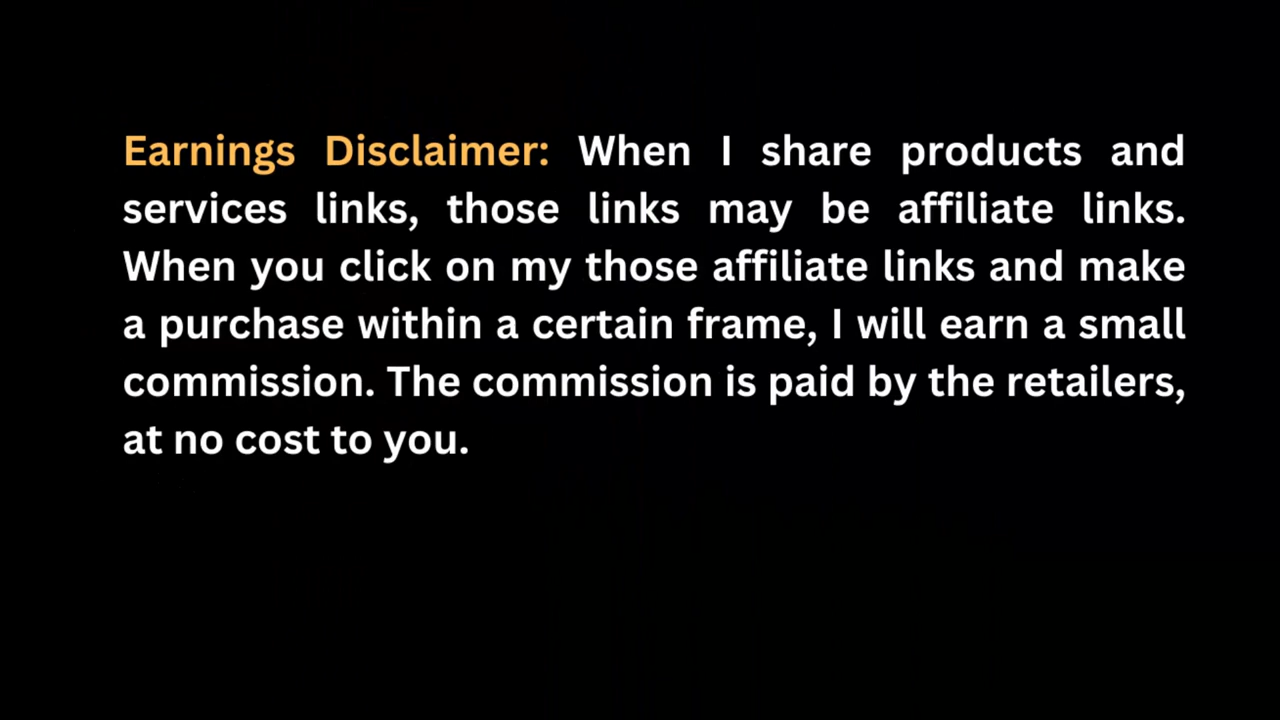 Earnings Disclaimer: When I share products and
services links, those links may be affiliate links.
When you click on my those affiliate links and make
a purchase within a certain frame, I will earn a small
commission. The commission is paid by the retailers,
at no cost to you.